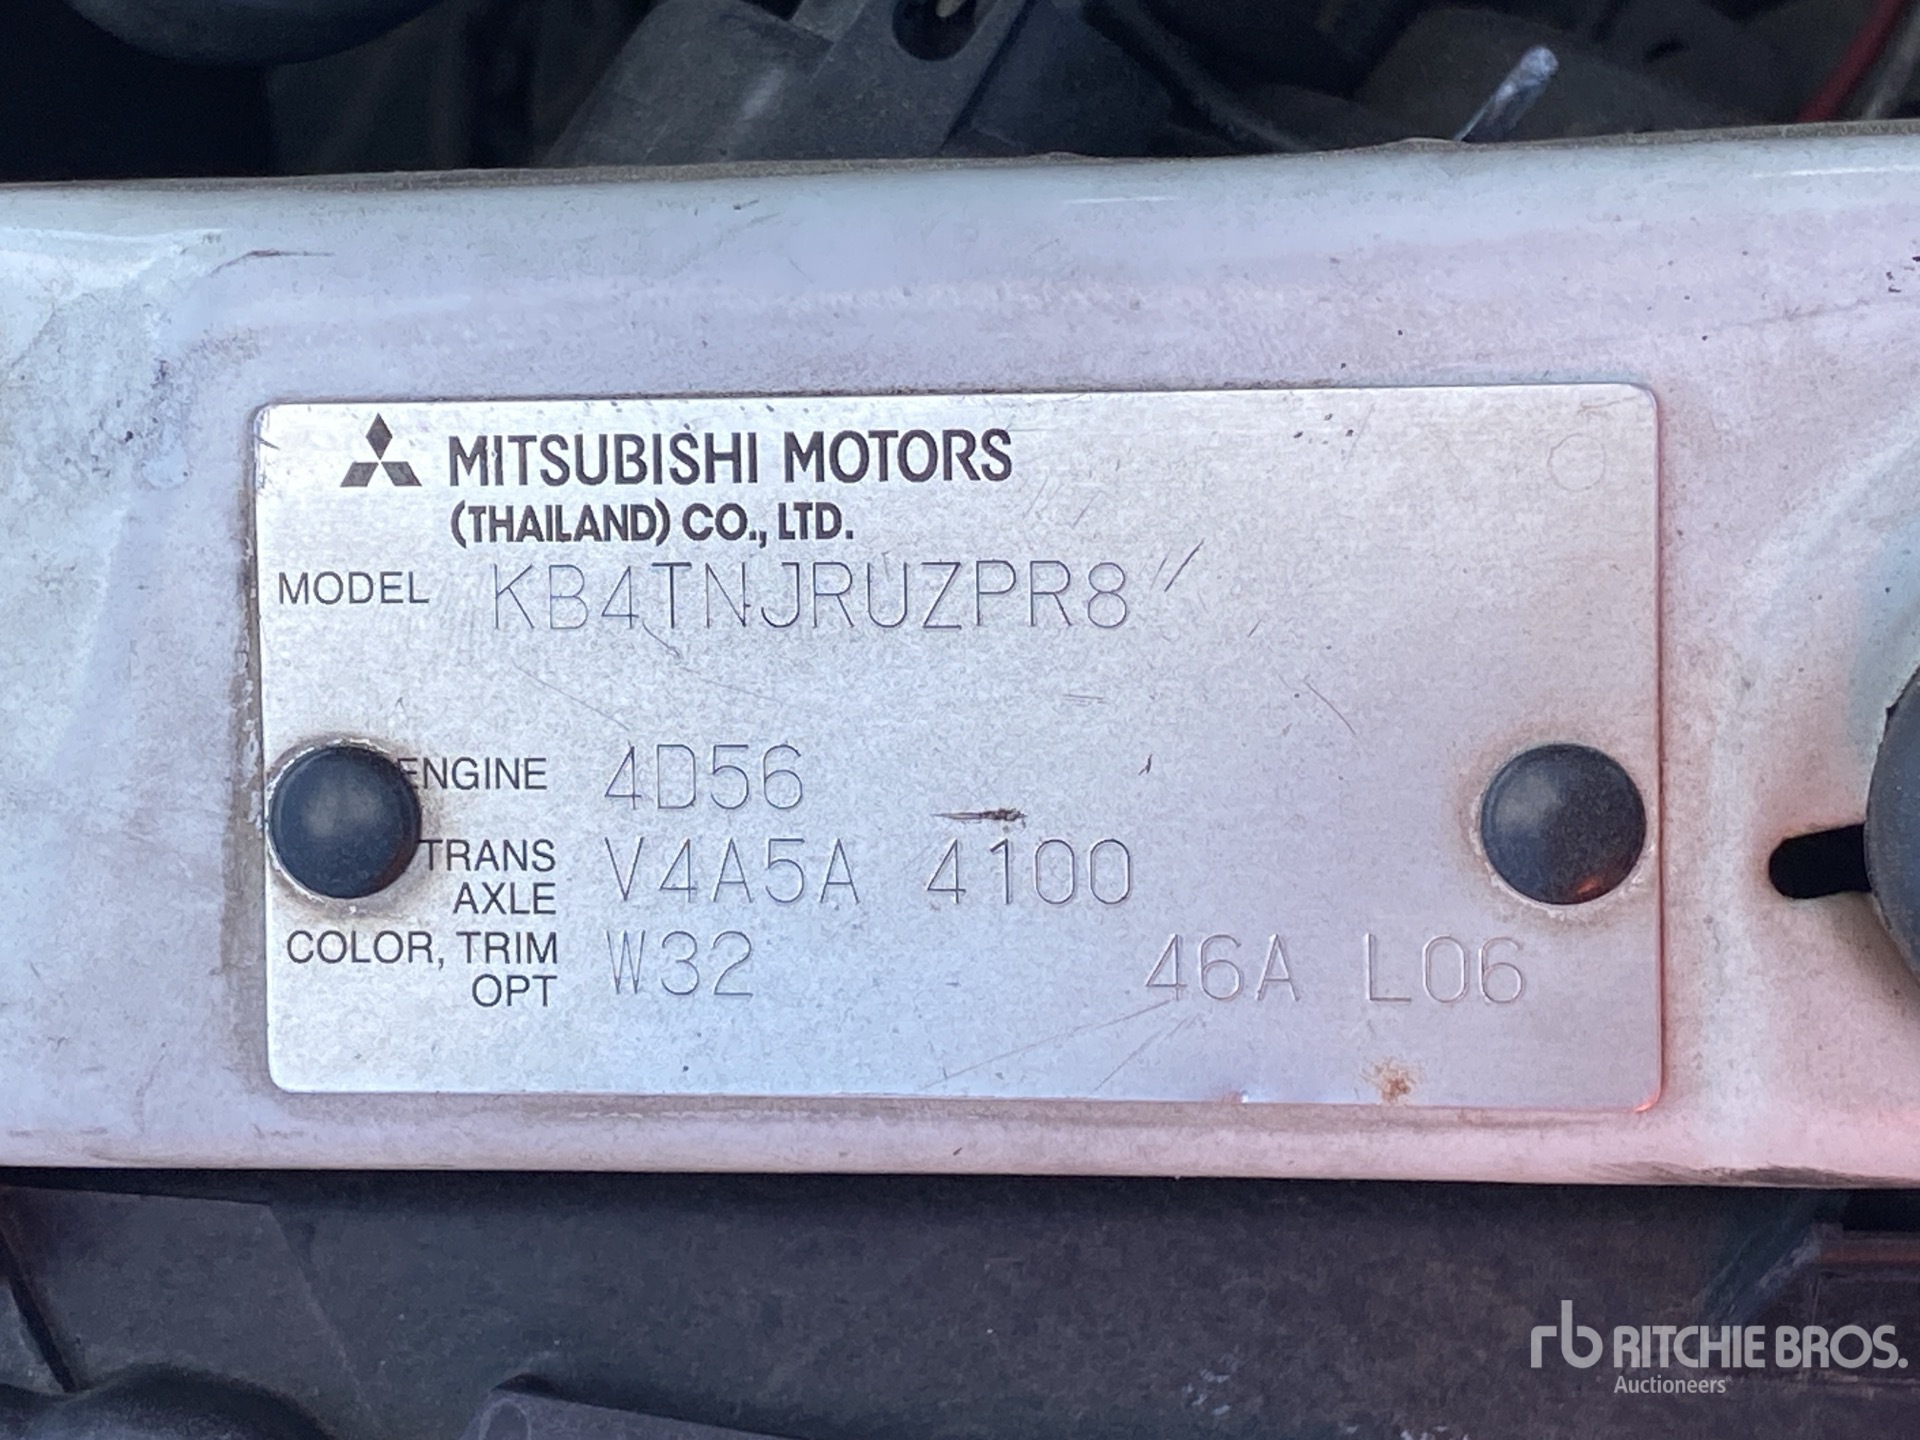 MITSUBISHI MOTORS
(THAILAND) CO., LTD.
MODEL KB4TNJRUZPR8
ENGINE 4D56
TRANS AXLE V4A5A 4100
COLOR, TRIM OPT W32 46A L06
rb RITCHIE BROS.
Auctioneers